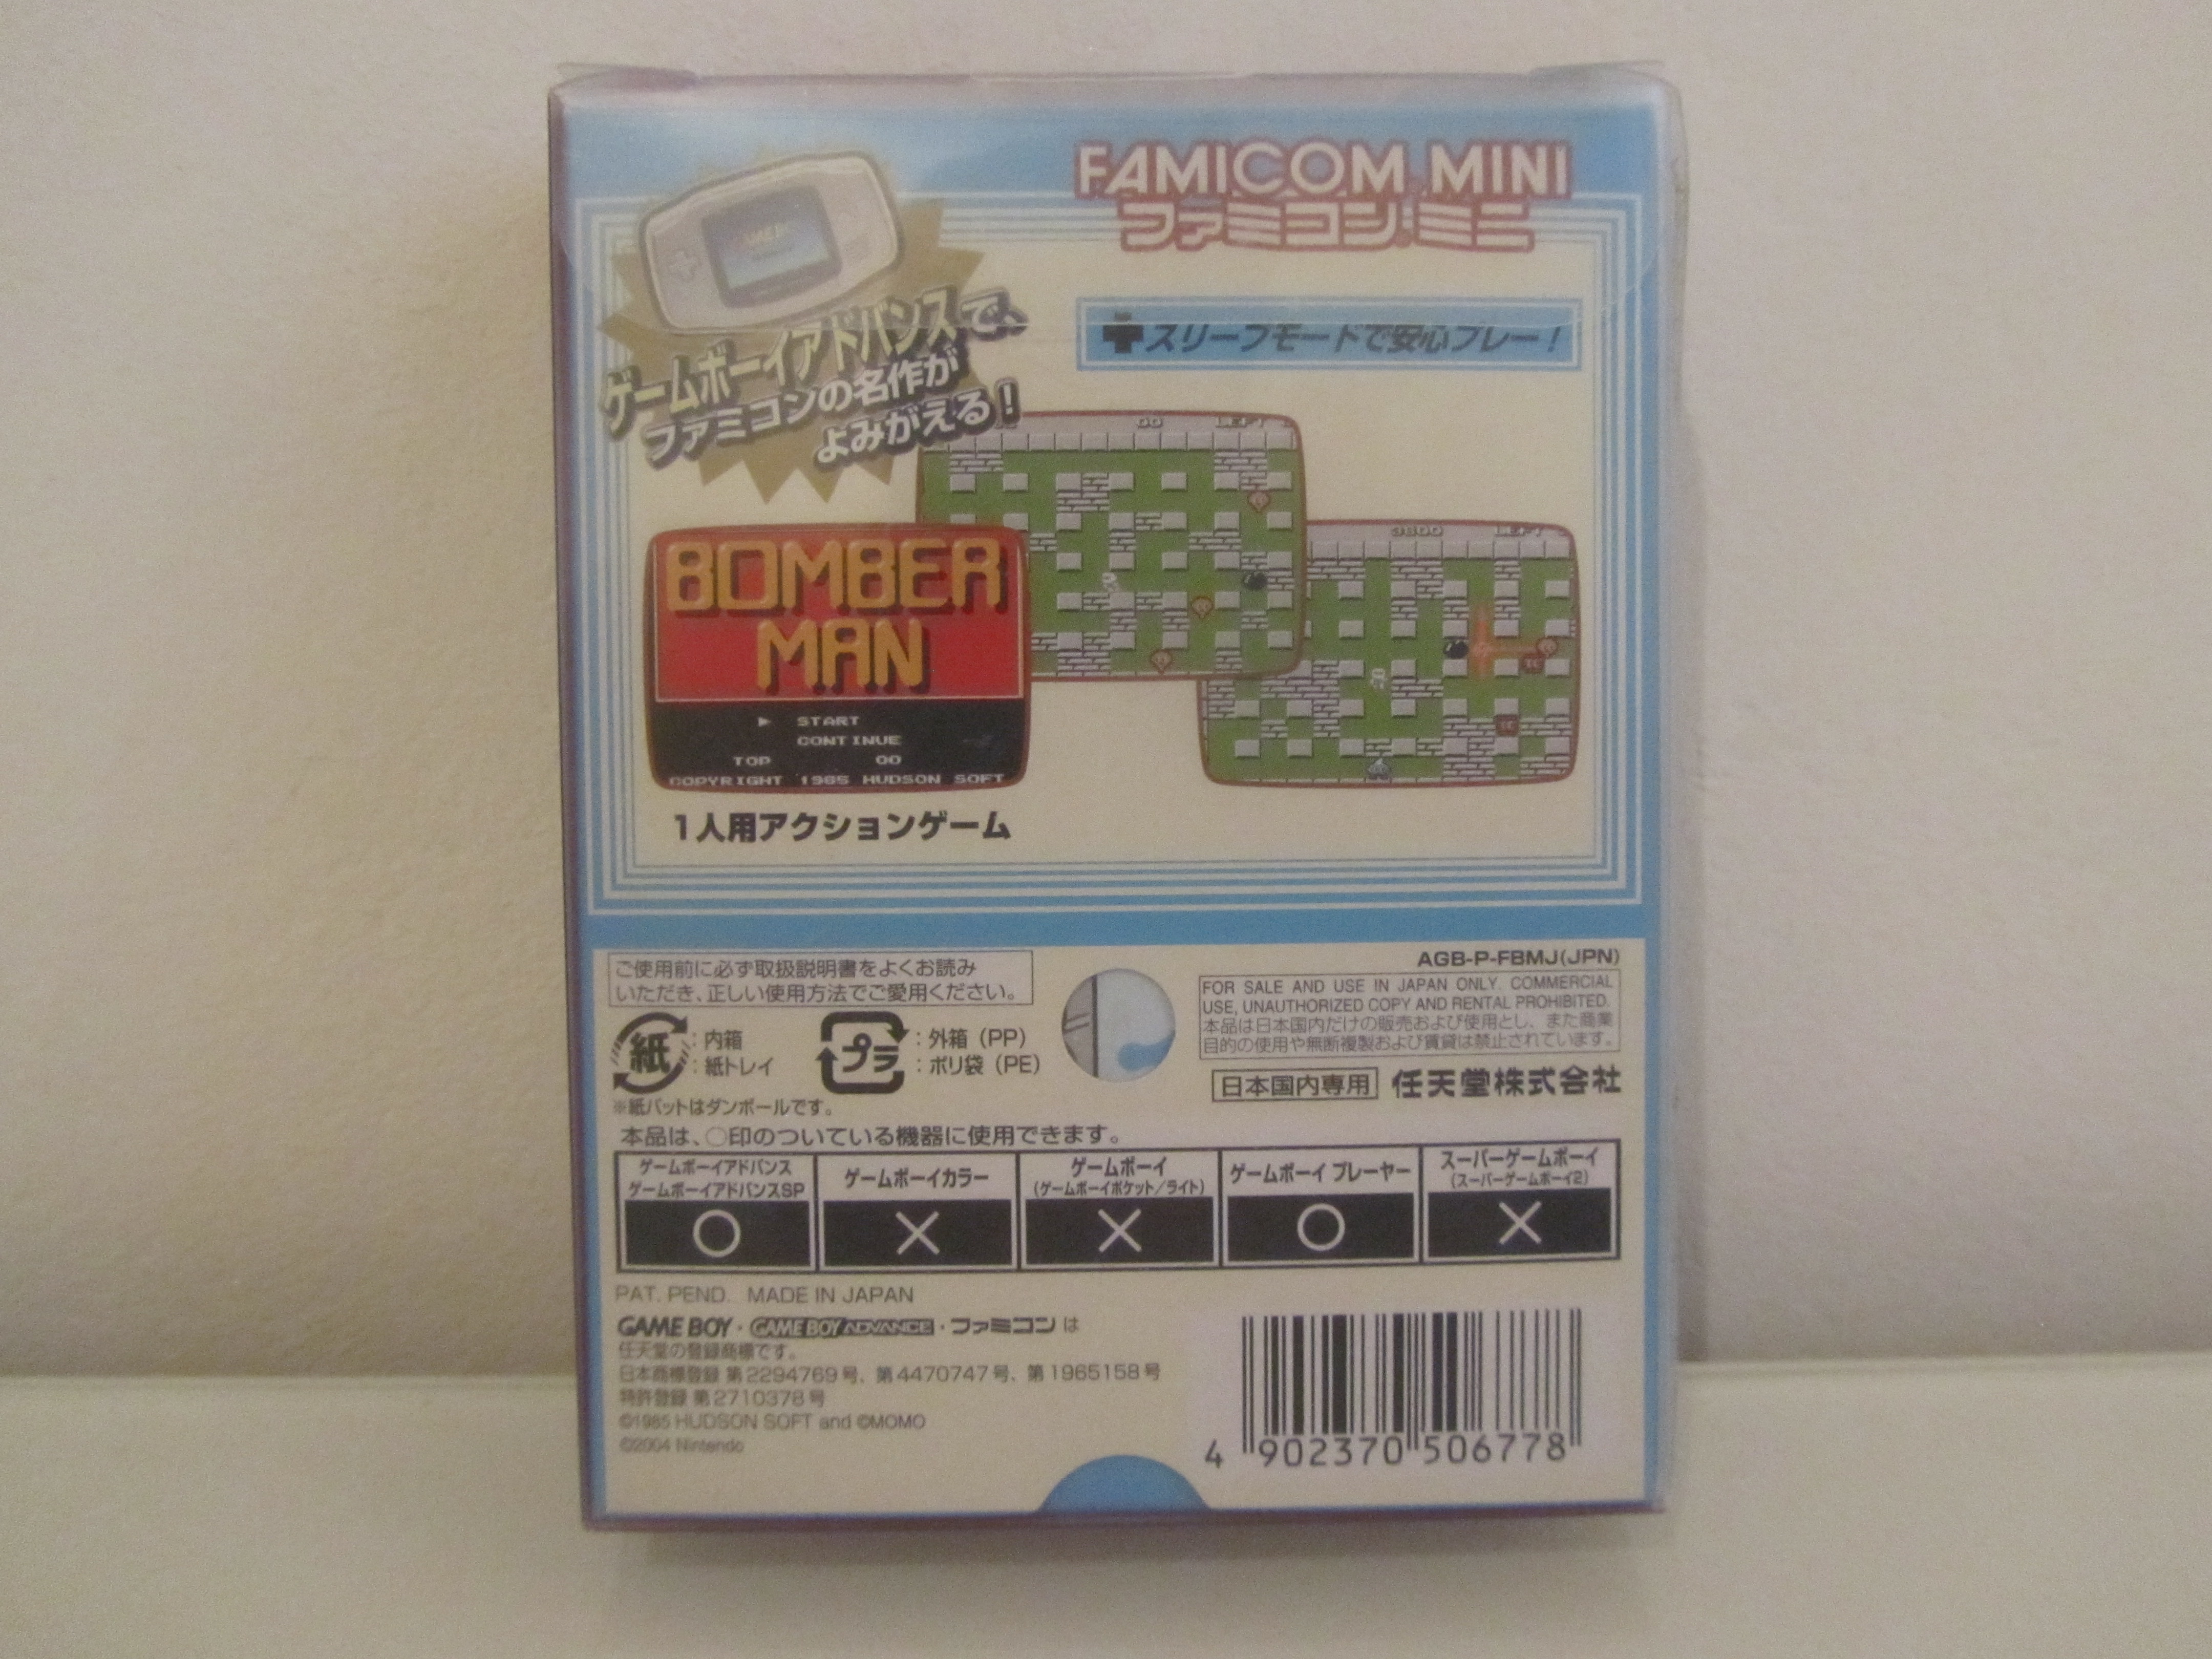 FAMICOM MINI
ファミコンミニ
ゲームボーイアドバンスで、
ファミコンの名作が
よみがえる！
スリープモードで安心プレー！
00 LEFT
3800 LEFT
BOMBER
MAN
START
CONTINUE
TOP 00
COPYRIGHT 1985 HUDSON SOFT
1人用アクションゲーム
ご使用前に必ず取扱説明書をよくお読み
いただき、正しい使用方法でご愛用ください。
紙
：内箱
：紙トレイ
プラ
：外箱（PP）
：ポリ袋（PE）
※紙パットはダンボールです。
AGB-P-FBMJ(JPN)
FOR SALE AND USE IN JAPAN ONLY. COMMERCIAL
USE, UNAUTHORIZED COPY AND RENTAL PROHIBITED.
本品は日本国内だけの販売および使用とし、また商業
目的の使用や無断複製および賃貸は禁止されています。
日本国内専用 任天堂株式会社
本品は、○印のついている機器に使用できます。
ゲームボーイアドバンス
ゲームボーイアドバンスSP
○
ゲームボーイカラー
×
ゲームボーイ
（ゲームボーイポケット／ライト）
×
ゲームボーイ プレーヤー
○
スーパーゲームボーイ
（スーパーゲームボーイ2）
×
PAT. PEND. MADE IN JAPAN
GAME BOY・GAME BOY ADVANCE・ファミコン は
任天堂の登録商標です。
日本商標登録 第2294769号、第4470747号、第1965158号
特許登録 第2710378号
©1985 HUDSON SOFT and ©MOMO
©2004 Nintendo
4 902370 506778